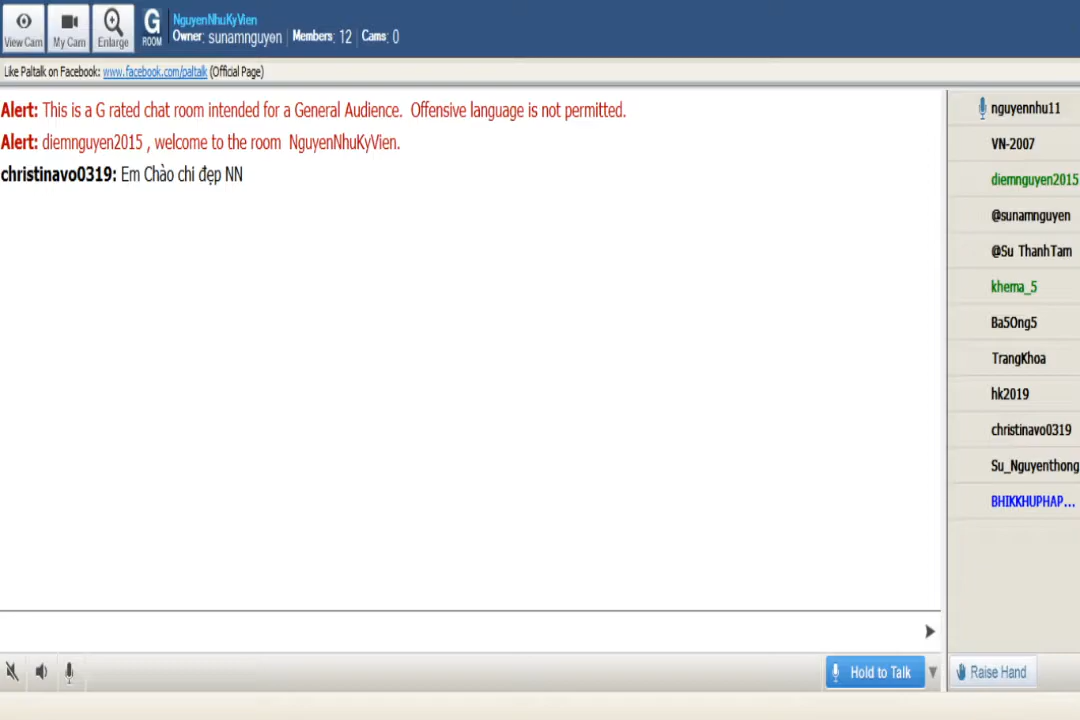 View Cam
My Cam
Enlarge
G
ROOM
NguyenNhuKyVien
Owner: sunamnguyen Members: 12 Cams: 0
Like Paltalk on Facebook: www.facebook.com/paltalk (Official Page)
Alert: This is a G rated chat room intended for a General Audience. Offensive language is not permitted.
Alert: diemnguyen2015 , welcome to the room NguyenNhuKyVien.
christinavo0319: Em Chào chi đẹp NN
nguyennhu11
VN-2007
diemnguyen2015
@sunamnguyen
@Su ThanhTam
khema_5
Ba5Ong5
TrangKhoa
hk2019
christinavo0319
Su_Nguyenthong
BHIKKHUPHAP...
Hold to Talk
Raise Hand